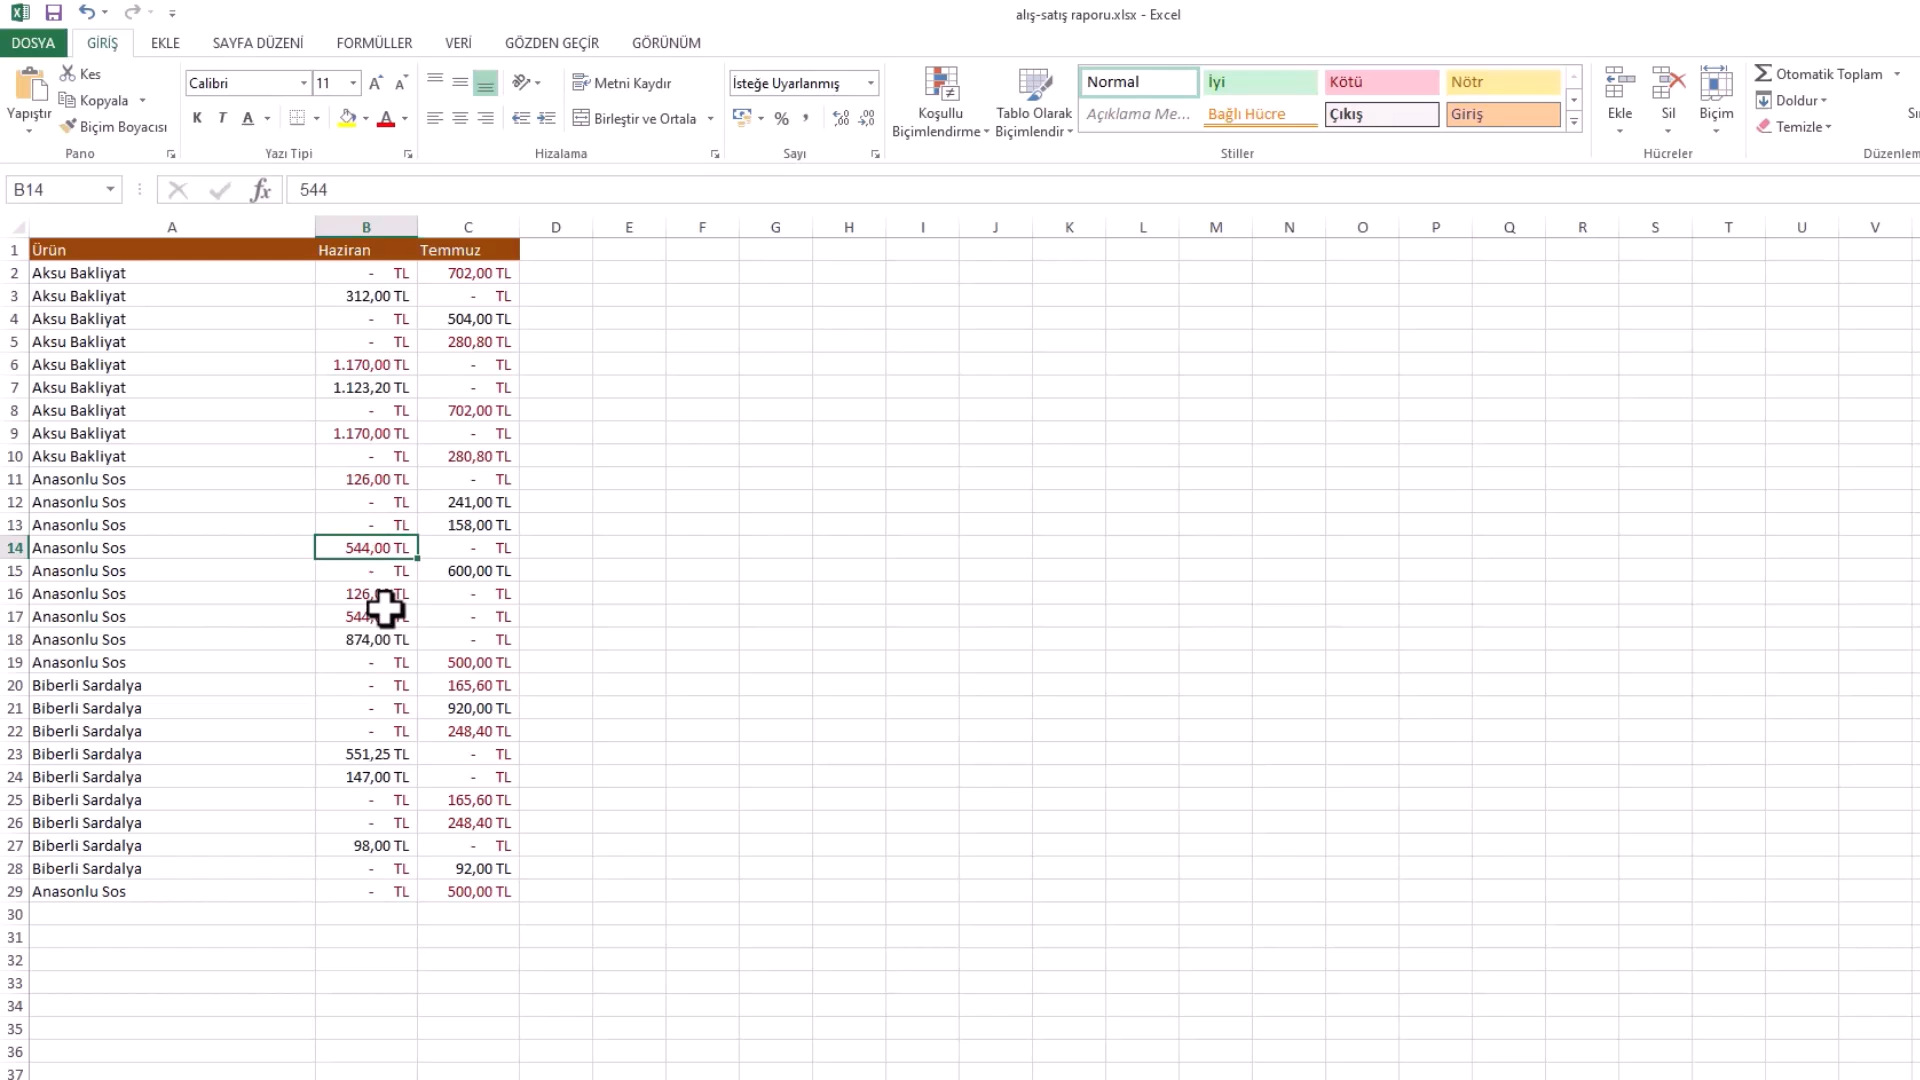 alış-satış raporu.xlsx - Excel
DOSYA GİRİŞ EKLE SAYFA DÜZENİ FORMÜLLER VERİ GÖZDEN GEÇİR GÖRÜNÜM
Yapıştır
Kes
Kopyala
Biçim Boyacısı
Pano
Calibri 11
K T A A
Yazı Tipi
Metni Kaydır
Birleştir ve Ortala
Hizalama
İsteğe Uyarlanmış
%
Sayı
Koşullu
Biçimlendirme
Tablo Olarak
Biçimlendir
Normal İyi Kötü Nötr
Açıklama Me... Bağlı Hücre Çıkış Giriş
Stiller
Ekle Sil Biçim
Hücreler
Otomatik Toplam
Doldur
Temizle
Düzenlem
B14 fx 544
A B C D E F G H I J K L M N O P Q R S T U V
1 Ürün Haziran Temmuz
2 Aksu Bakliyat - TL 702,00 TL
3 Aksu Bakliyat 312,00 TL - TL
4 Aksu Bakliyat - TL 504,00 TL
5 Aksu Bakliyat - TL 280,80 TL
6 Aksu Bakliyat 1.170,00 TL - TL
7 Aksu Bakliyat 1.123,20 TL - TL
8 Aksu Bakliyat - TL 702,00 TL
9 Aksu Bakliyat 1.170,00 TL - TL
10 Aksu Bakliyat - TL 280,80 TL
11 Anasonlu Sos 126,00 TL - TL
12 Anasonlu Sos - TL 241,00 TL
13 Anasonlu Sos - TL 158,00 TL
14 Anasonlu Sos 544,00 TL - TL
15 Anasonlu Sos - TL 600,00 TL
16 Anasonlu Sos 126, TL - TL
17 Anasonlu Sos 544, - TL
18 Anasonlu Sos 874,00 TL - TL
19 Anasonlu Sos - TL 500,00 TL
20 Biberli Sardalya - TL 165,60 TL
21 Biberli Sardalya - TL 920,00 TL
22 Biberli Sardalya - TL 248,40 TL
23 Biberli Sardalya 551,25 TL - TL
24 Biberli Sardalya 147,00 TL - TL
25 Biberli Sardalya - TL 165,60 TL
26 Biberli Sardalya - TL 248,40 TL
27 Biberli Sardalya 98,00 TL - TL
28 Biberli Sardalya - TL 92,00 TL
29 Anasonlu Sos - TL 500,00 TL
30
31
32
33
34
35
36
37